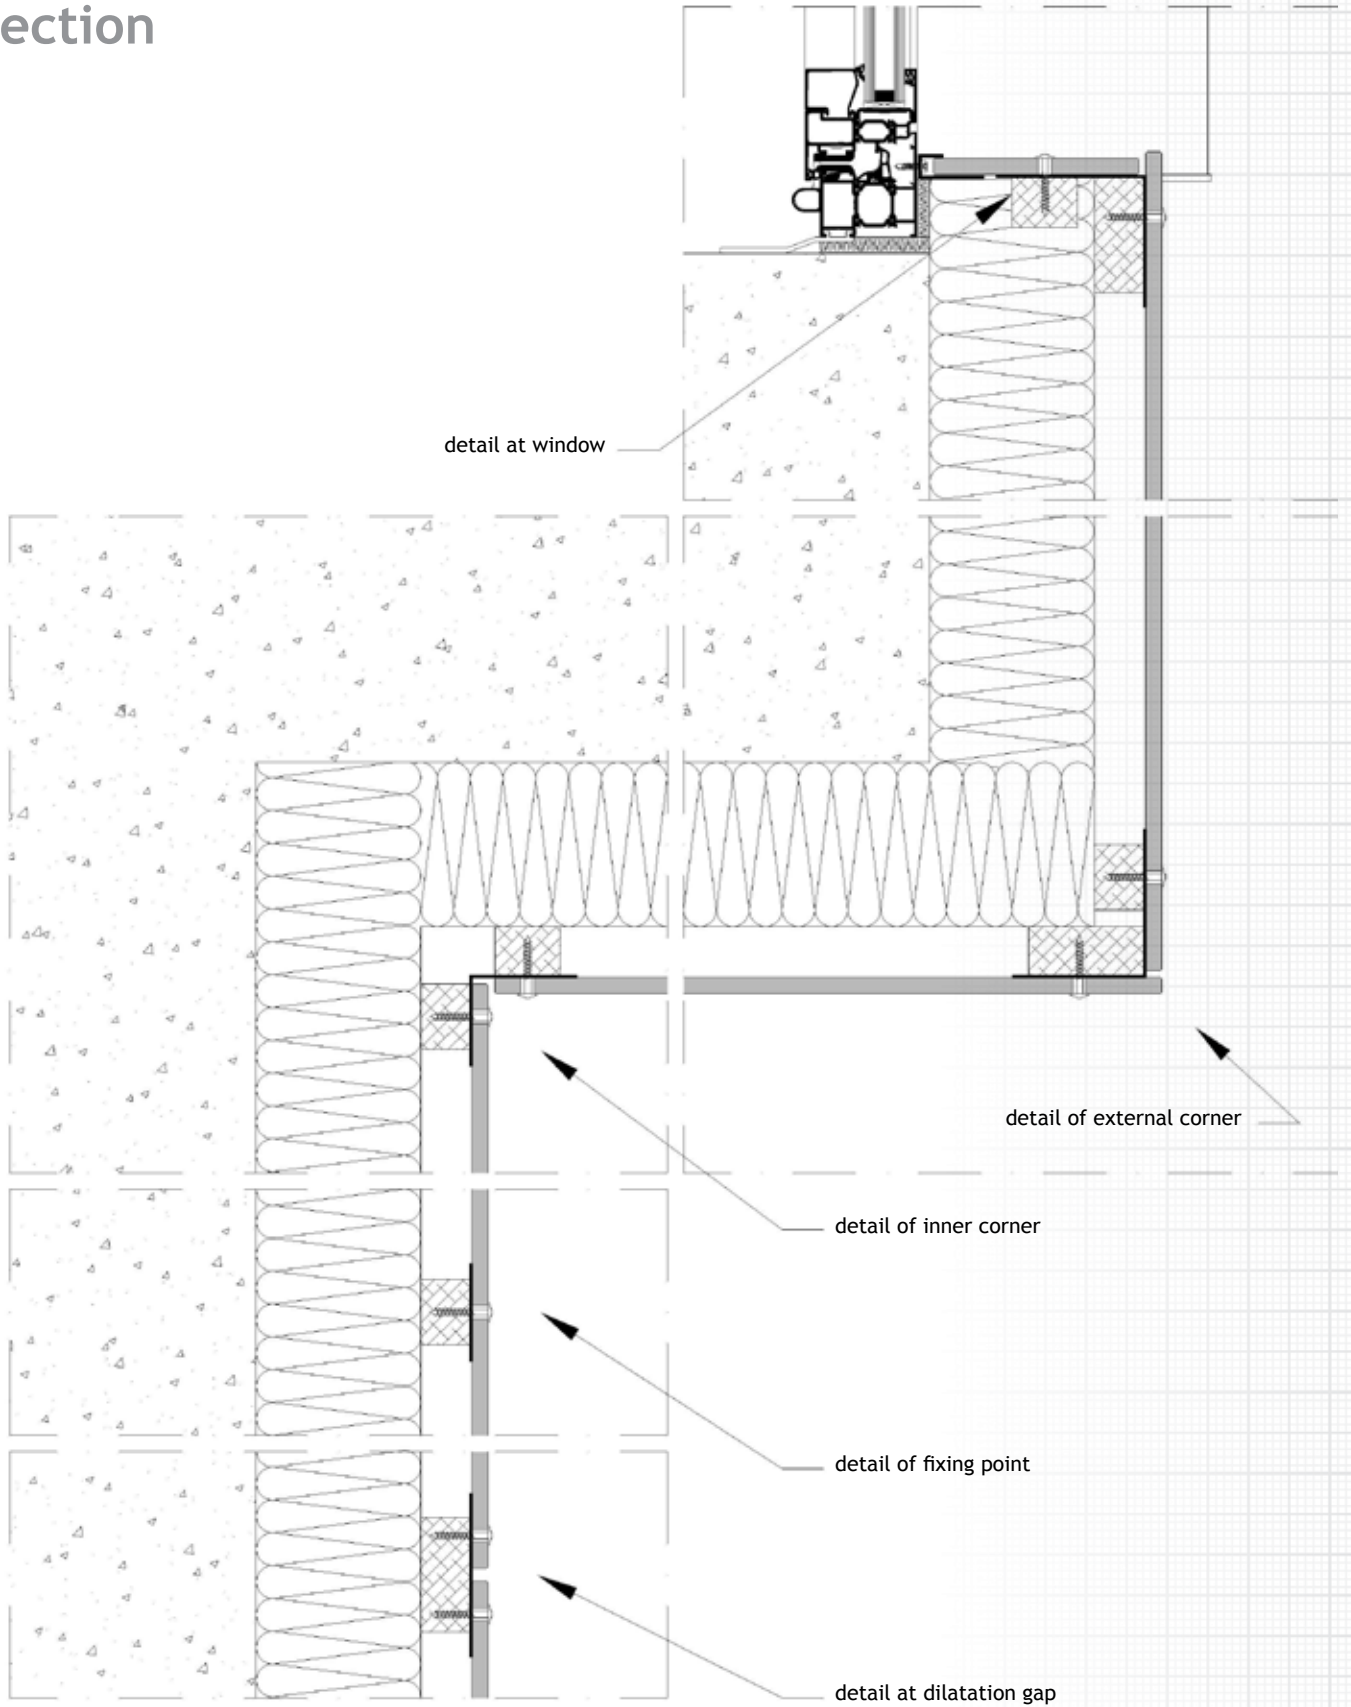 ection
detail at window
detail of external corner
detail of inner corner
detail of fixing point
detail at dilatation gap